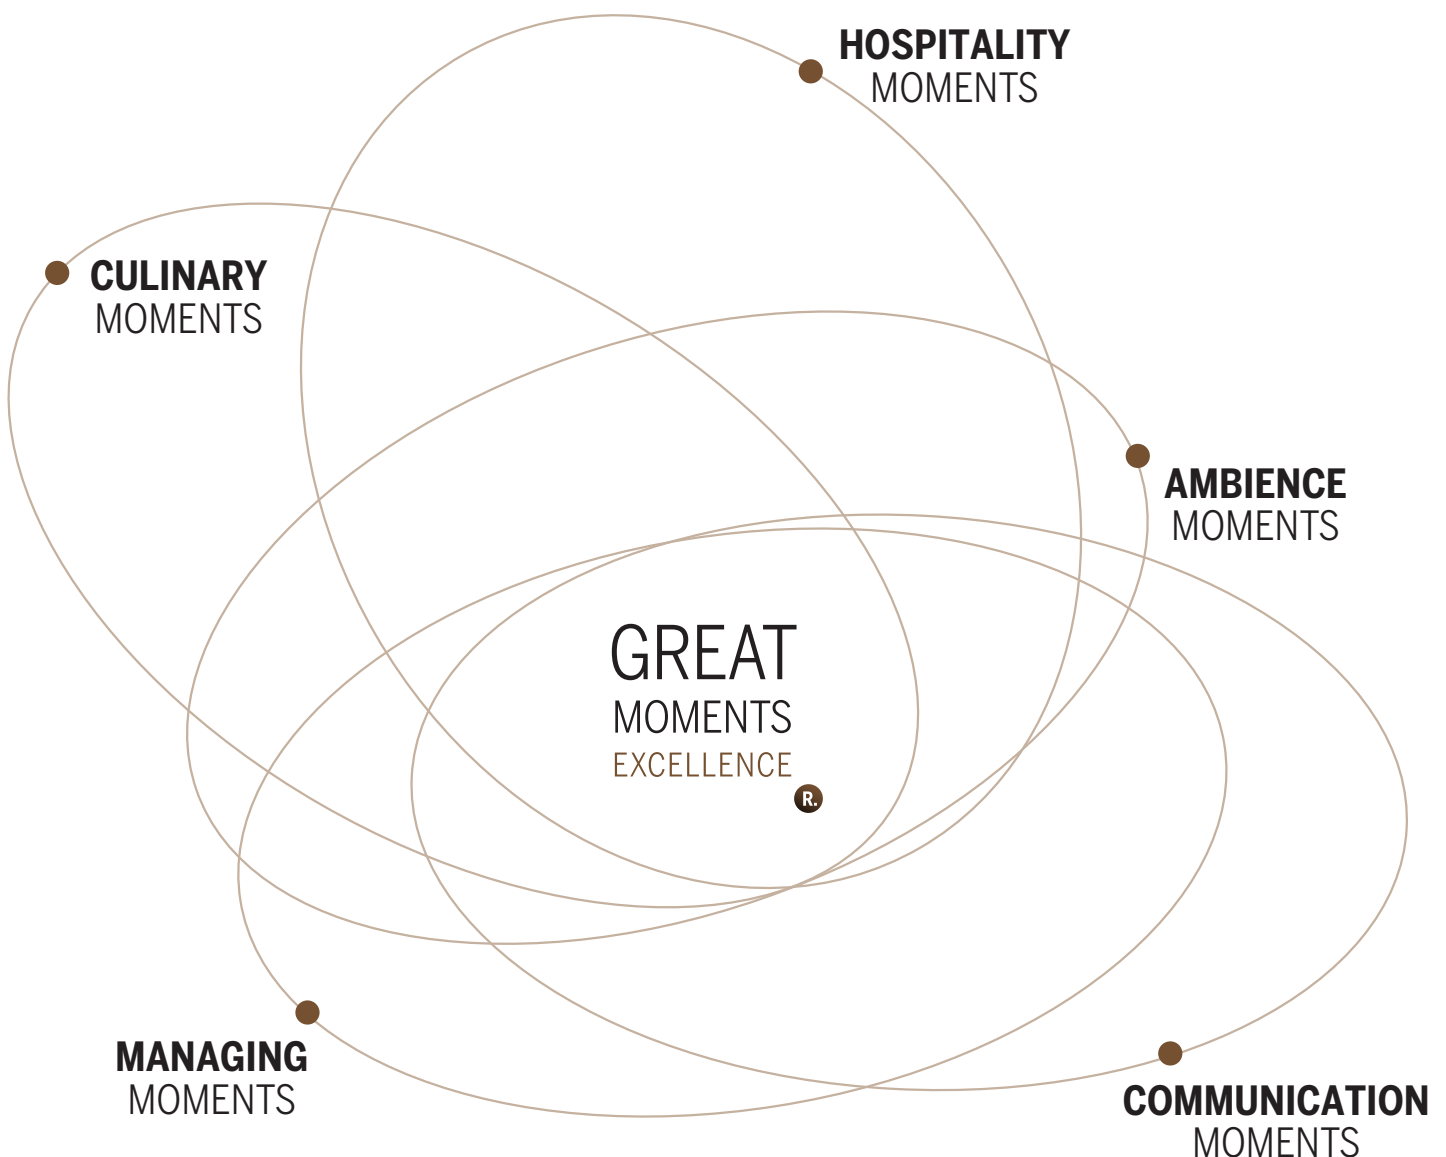 HOSPITALITY
MOMENTS
CULINARY
MOMENTS
AMBIENCE
MOMENTS
GREAT
MOMENTS
EXCELLENCE
R.
MANAGING
MOMENTS
COMMUNICATION
MOMENTS